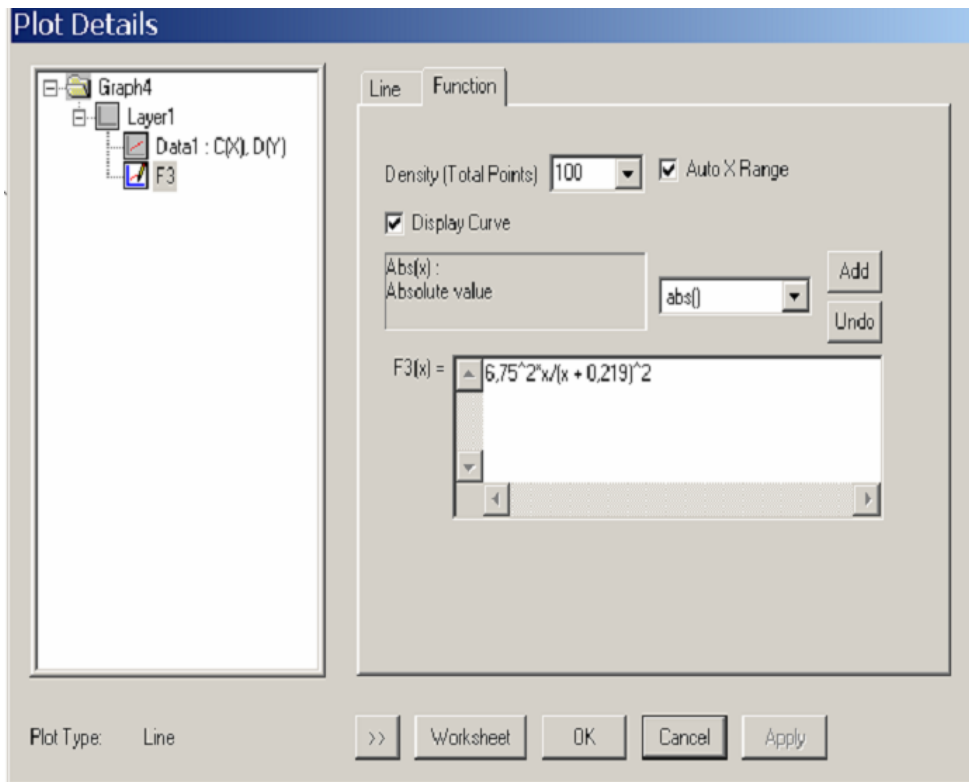 Plot Details
Graph4
Layer1
Data1 : C(X), D(Y)
F3
Line
Function
Density (Total Points)
100
Auto X Range
Display Curve
Abs(x) :
Absolute value
abs()
Add
Undo
F3(x) =
6,75^2*x/(x + 0,219)^2
Plot Type: Line
>>
Worksheet
OK
Cancel
Apply